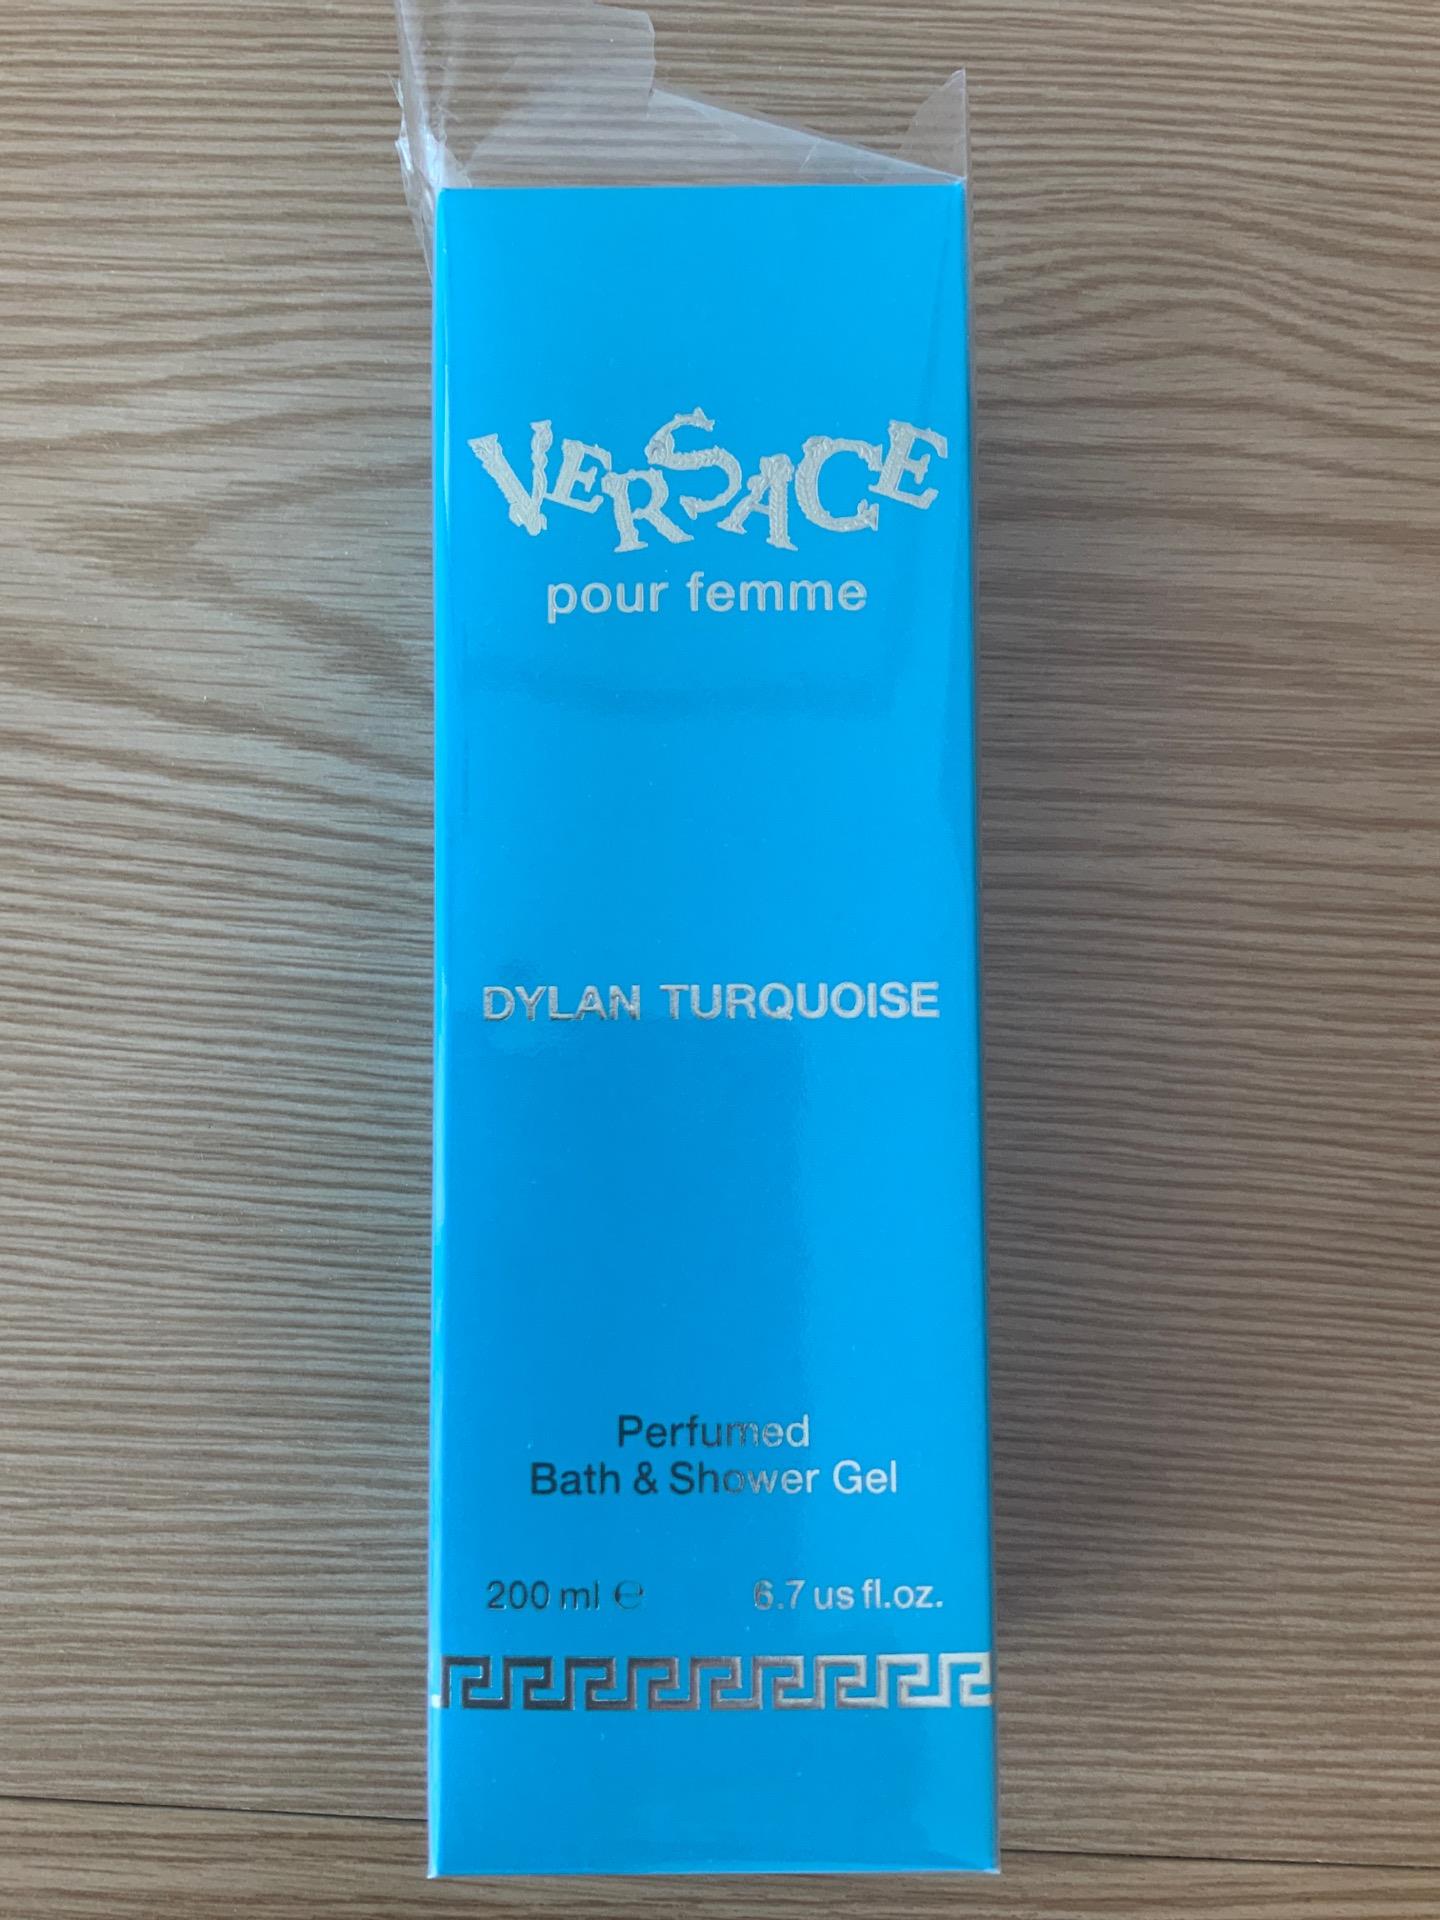 VERSACE
pour femme
DYLAN TURQUOISE
Perfumed
Bath & Shower Gel
200 ml ℮ 6.7 us fl.oz.